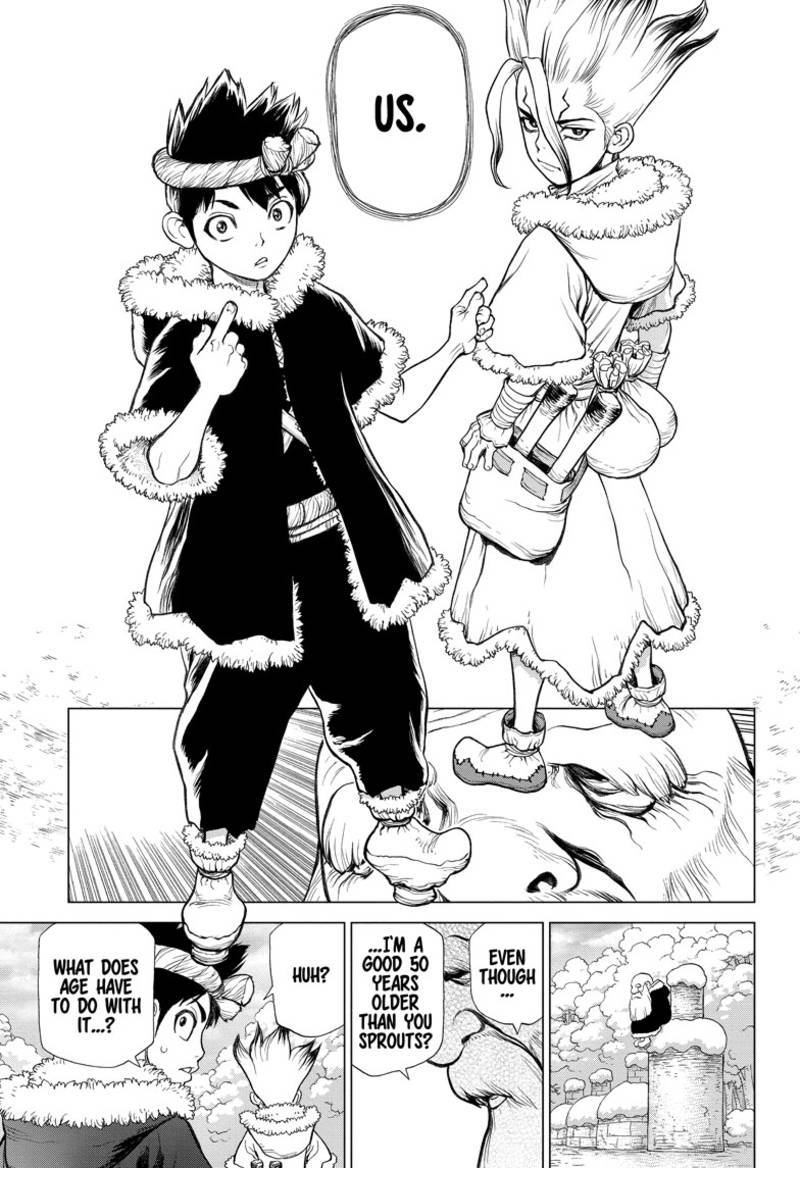 US.
EVEN
THOUGH
...
...I'M A
GOOD 50
YEARS
OLDER
THAN YOU
SPROUTS?
HUH?
WHAT DOES
AGE HAVE
TO DO WITH
IT...?